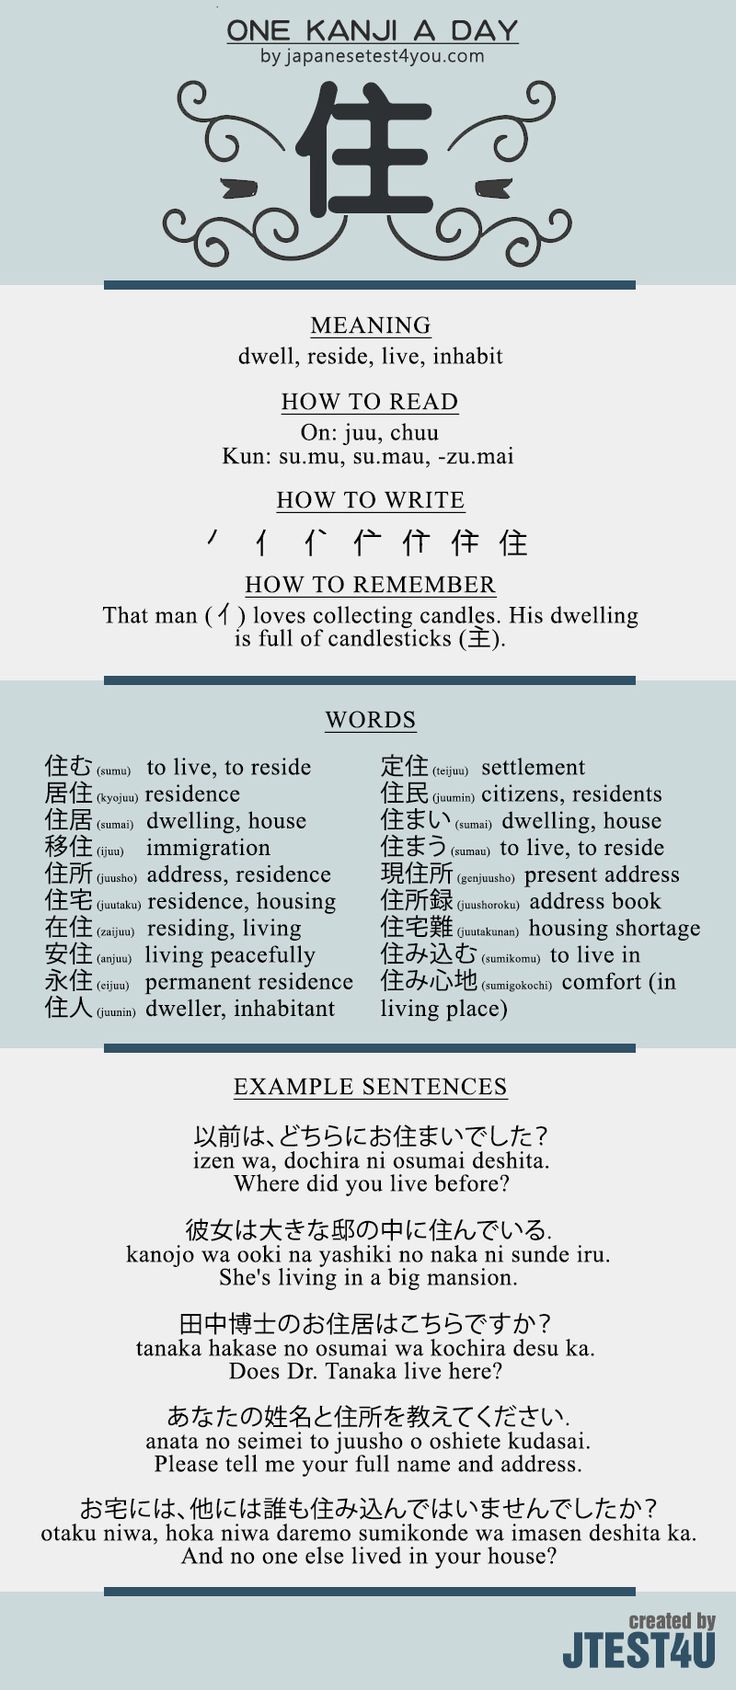 ONE KANJI A DAY
by japanesetest4you.com
住
MEANING
dwell, reside, live, inhabit
HOW TO READ
On: juu, chuu
Kun: su.mu, su.mau, -zu.mai
HOW TO WRITE
住
HOW TO REMEMBER
That man (亻) loves collecting candles. His dwelling
is full of candlesticks (主).
WORDS
住む (sumu) to live, to reside
居住 (kyojuu) residence
住居 (sumai) dwelling, house
移住 (ijuu) immigration
住所 (juusho) address, residence
住宅 (juutaku) residence, housing
在住 (zaijuu) residing, living
安住 (anjuu) living peacefully
永住 (eijuu) permanent residence
住人 (juunin) dweller, inhabitant
定住 (teijuu) settlement
住民 (juumin) citizens, residents
住まい (sumai) dwelling, house
住まう (sumau) to live, to reside
現住所 (genjuusho) present address
住所録 (juushoroku) address book
住宅難 (juutakunan) housing shortage
住み込む (sumikomu) to live in
住み心地 (sumigokochi) comfort (in
living place)
EXAMPLE SENTENCES
以前は、どちらにお住まいでした？
izen wa, dochira ni osumai deshita.
Where did you live before?
彼女は大きな邸の中に住んでいる.
kanojo wa ooki na yashiki no naka ni sunde iru.
She's living in a big mansion.
田中博士のお住居はこちらですか？
tanaka hakase no osumai wa kochira desu ka.
Does Dr. Tanaka live here?
あなたの姓名と住所を教えてください.
anata no seimei to juusho o oshiete kudasai.
Please tell me your full name and address.
お宅には、他には誰も住み込んではいませんでしたか？
otaku niwa, hoka niwa daremo sumikonde wa imasen deshita ka.
And no one else lived in your house?
created by
JTEST4U